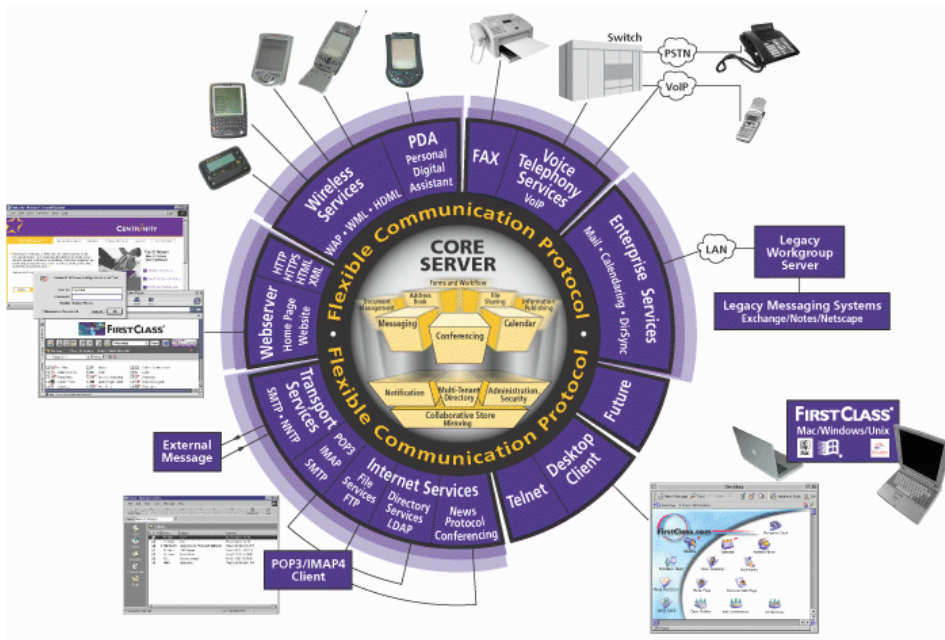 Switch
PSTN
VoIP
PDA
Personal
Digital
Assistant
FAX
Voice
Telephony
Services
VoIP
Wireless
Services
WAP • WML • HDML
Flexible Communication Protocol
CORE
SERVER
Forms and Workflow
Document
Management
Address
Book
File
Sharing
Information
Publishing
Messaging
Conferencing
Calendar
Notification
Multi-Tenant
Directory
Administration
Security
Collaborative Store
Mirroring
Flexible Communication Protocol
Enterprise Services
Mail • Calendaring • DirSync
LAN
Legacy
Workgroup
Server
Legacy Messaging Systems
Exchange/Notes/Netscape
CENTRINITY
HTTP
HTTPS
HTML
XML
Webserver
Home Page
Website
FIRSTCLASS
Transport
Services
SMTP • NNTP
External
Message
POP3
IMAP
SMTP
Internet Services
File
Services
FTP
Directory
Services
LDAP
News
Protocol
Conferencing
POP3/IMAP4
Client
Telnet
Desktop
Client
Future
FIRSTCLASS®
Mac/Windows/Unix
FirstClass.com